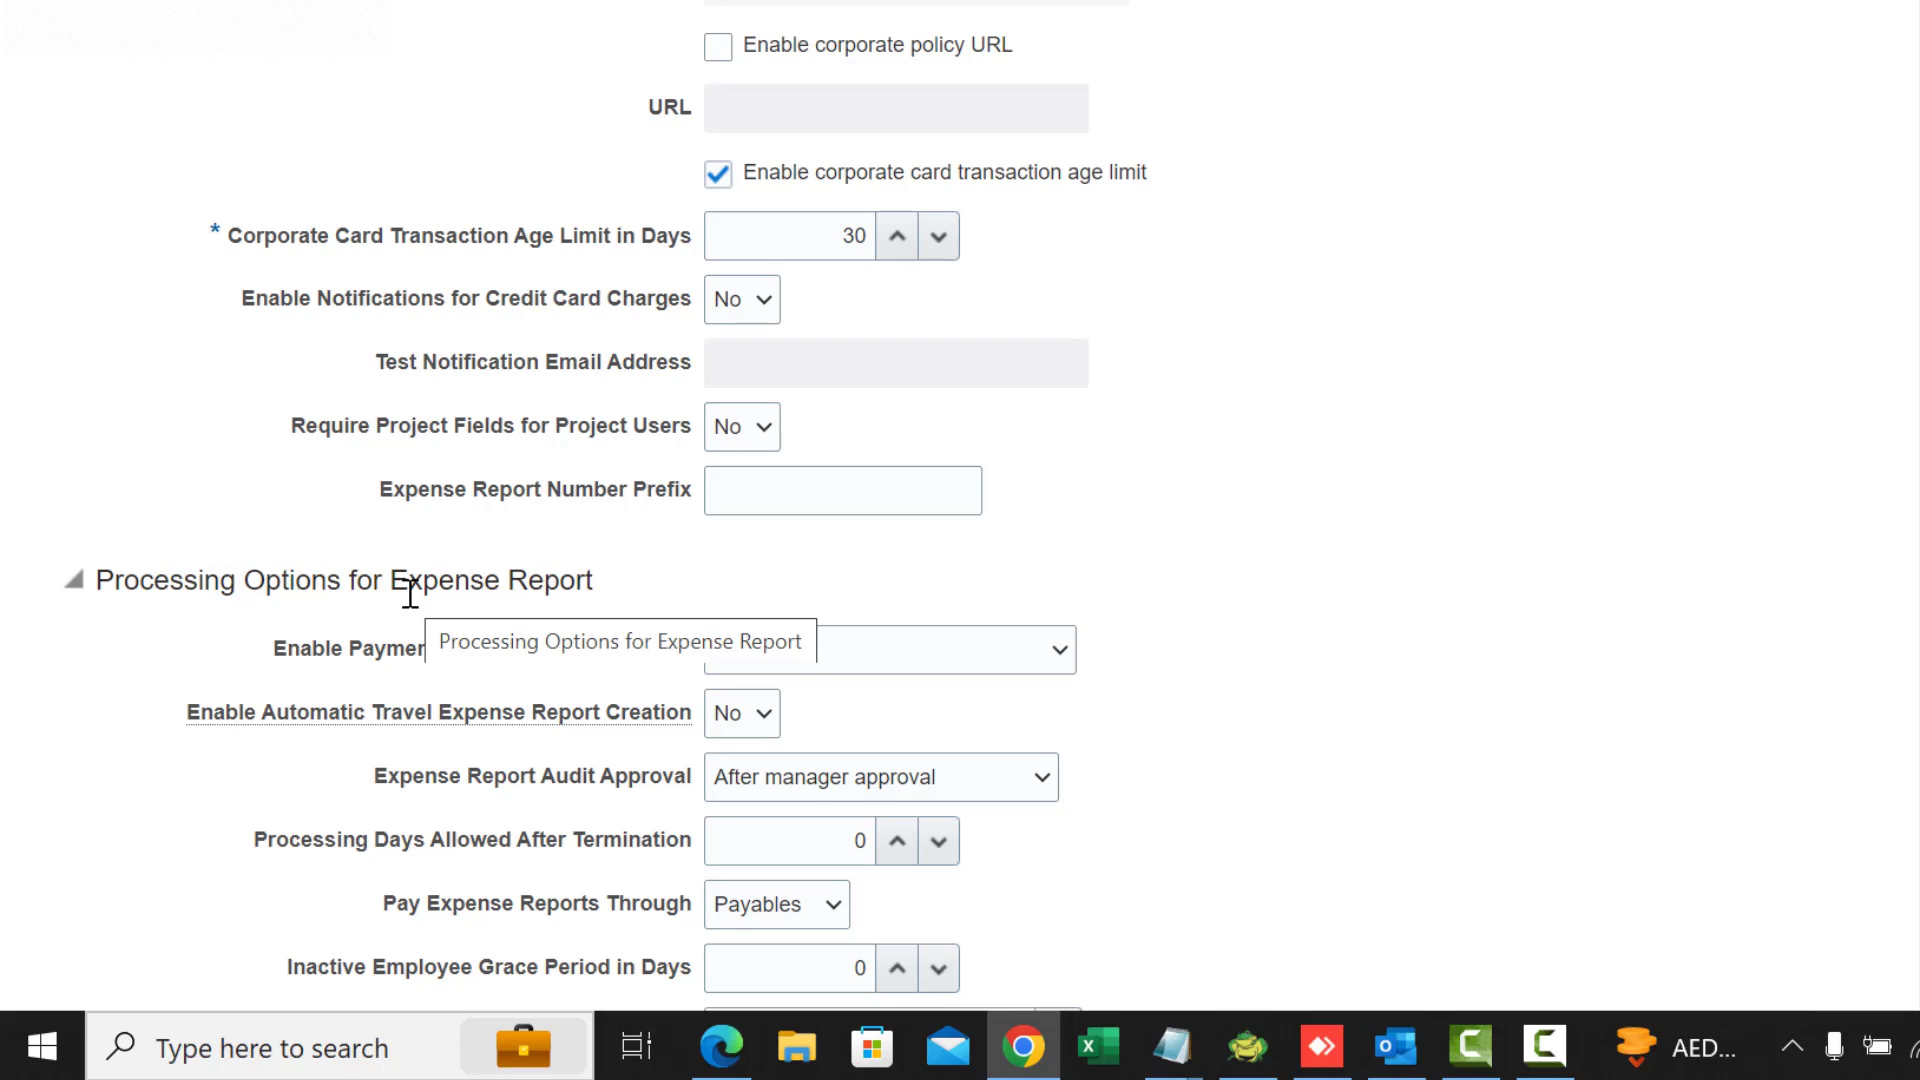 Enable corporate policy URL
URL
Enable corporate card transaction age limit
* Corporate Card Transaction Age Limit in Days 30
Enable Notifications for Credit Card Charges No
Test Notification Email Address
Require Project Fields for Project Users No
Expense Report Number Prefix
Processing Options for Expense Report
Enable Paymen
Processing Options for Expense Report
Enable Automatic Travel Expense Report Creation No
Expense Report Audit Approval After manager approval
Processing Days Allowed After Termination 0
Pay Expense Reports Through Payables
Inactive Employee Grace Period in Days 0
Type here to search
AED...